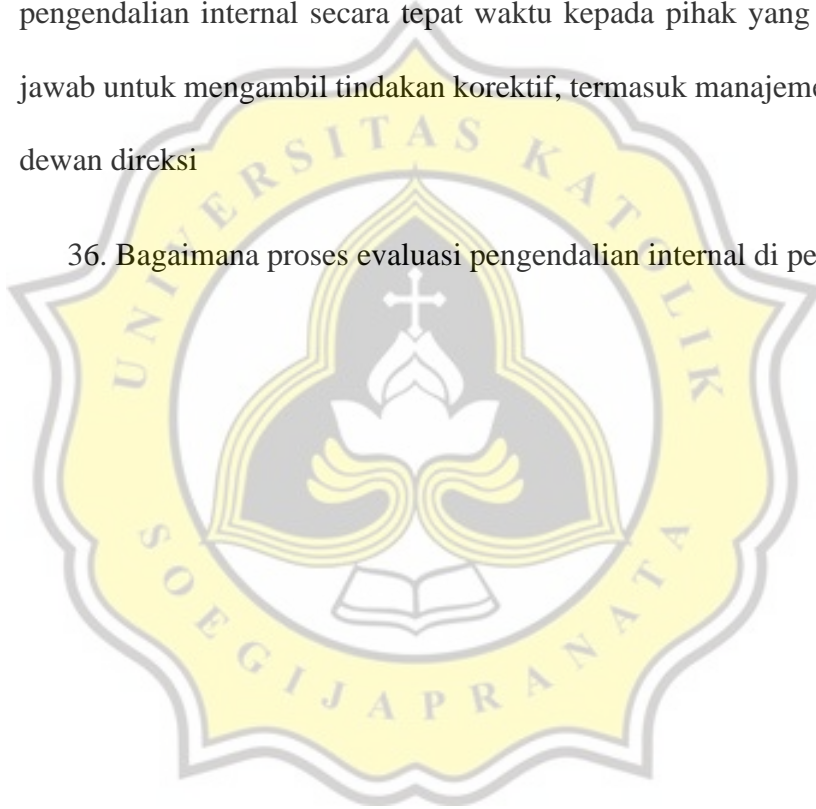 pengendalian internal secara tepat waktu kepada pihak yang
jawab untuk mengambil tindakan korektif, termasuk manajeme
dewan direksi
36. Bagaimana proses evaluasi pengendalian internal di pe
UNIVERSITAS KATOLIK
SOEGIJAPRANATA